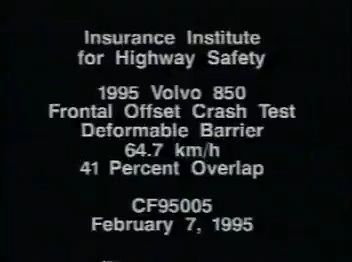 Insurance Institute
for Highway Safety
1995 Volvo 850
Frontal Offset Crash Test
Deformable Barrier
64.7 km/h
41 Percent Overlap
CF95005
February 7, 1995